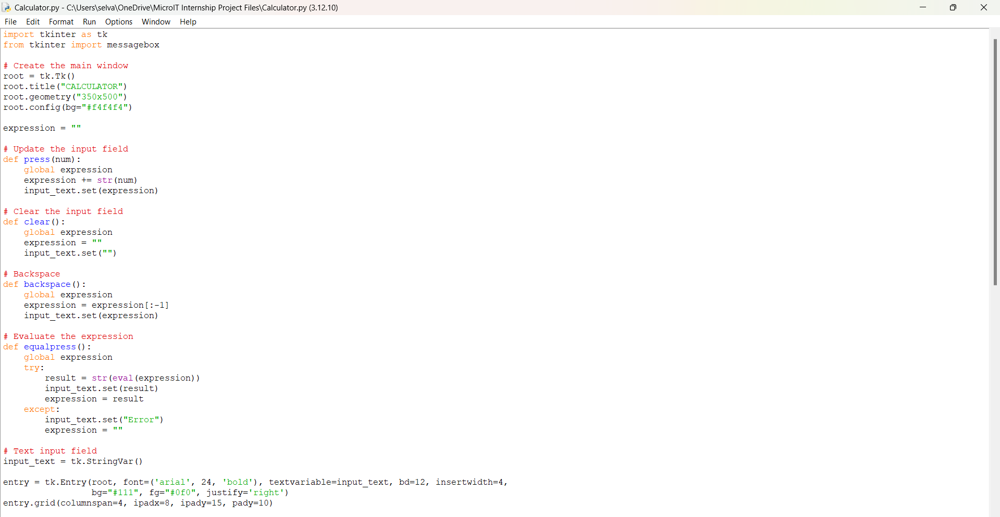 Calculator.py - C:\Users\selva\OneDrive\MicroIT Internship Project Files\Calculator.py (3.12.10)
File Edit Format Run Options Window Help
import tkinter as tk
from tkinter import messagebox

# Create the main window
root = tk.Tk()
root.title("CALCULATOR")
root.geometry("350x500")
root.config(bg="#f4f4f4")

expression = ""

# Update the input field
def press(num):
    global expression
    expression += str(num)
    input_text.set(expression)

# Clear the input field
def clear():
    global expression
    expression = ""
    input_text.set("")

# Backspace
def backspace():
    global expression
    expression = expression[:-1]
    input_text.set(expression)

# Evaluate the expression
def equalpress():
    global expression
    try:
        result = str(eval(expression))
        input_text.set(result)
        expression = result
    except:
        input_text.set("Error")
        expression = ""

# Text input field
input_text = tk.StringVar()

entry = tk.Entry(root, font=('arial', 24, 'bold'), textvariable=input_text, bd=12, insertwidth=4,
                 bg="#111", fg="#0f0", justify='right')
entry.grid(columnspan=4, ipadx=8, ipady=15, pady=10)